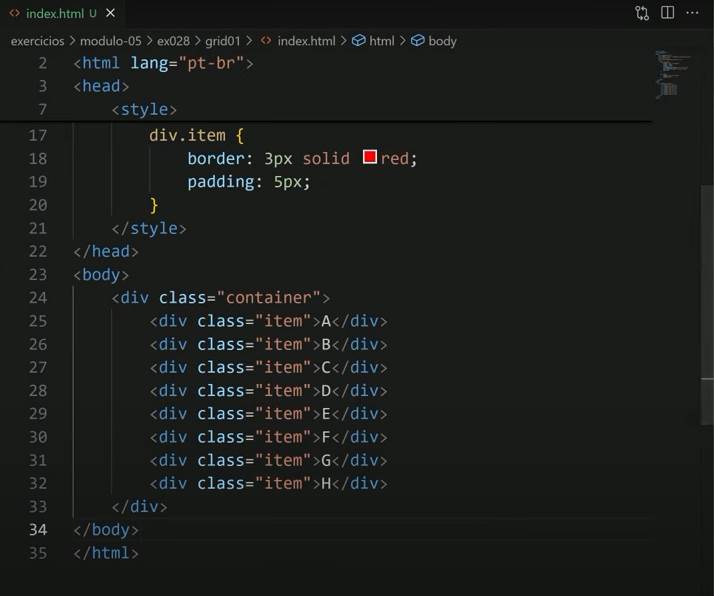 index.html U
exercicios > modulo-05 > ex028 > grid01 > index.html > html > body
2 <html lang="pt-br">
3 <head>
7 <style>
17 div.item {
18 border: 3px solid red;
19 padding: 5px;
20 }
21 </style>
22 </head>
23 <body>
24 <div class="container">
25 <div class="item">A</div>
26 <div class="item">B</div>
27 <div class="item">C</div>
28 <div class="item">D</div>
29 <div class="item">E</div>
30 <div class="item">F</div>
31 <div class="item">G</div>
32 <div class="item">H</div>
33 </div>
34 </body>
35 </html>